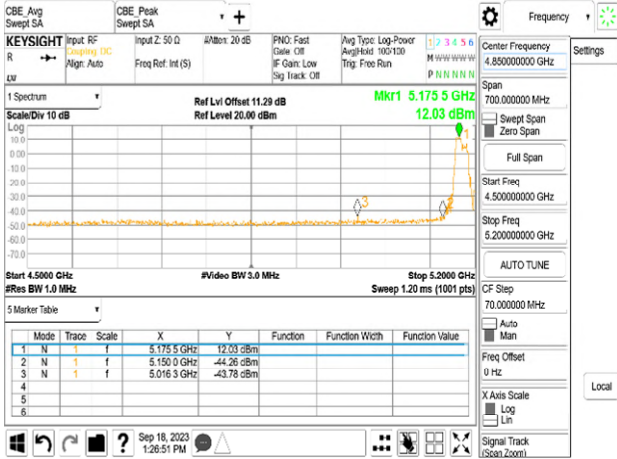 CBE_Avg
Swept SA
CBE_Peak
Swept SA
+
Frequency
KEYSIGHT
R
Input: RF
Coupling: DC
Align: Auto
Input Z: 50 Ω
Freq Ref: Int (S)
#Atten: 20 dB
PNO: Fast
Gate: Off
IF Gain: Low
Sig Track: Off
Avg Type: Log-Power
Avg|Hold: 100/100
Trig: Free Run
1 2 3 4 5 6
M W W W W W
P N N N N N
1 Spectrum
Scale/Div 10 dB
Log
Ref Lvl Offset 11.29 dB
Ref Level 20.00 dBm
Mkr1 5.175 5 GHz
12.03 dBm
10.0
0.00
-10.0
-20.0
-30.0
-40.0
-50.0
-60.0
-70.0
1
3
Start 4.5000 GHz
#Res BW 1.0 MHz
#Video BW 3.0 MHz
Stop 5.2000 GHz
Sweep 1.20 ms (1001 pts)
5 Marker Table
Mode Trace Scale X Y Function Function Width Function Value
1 N 1 f 5.175 5 GHz 12.03 dBm
2 N 1 f 5.150 0 GHz -44.26 dBm
3 N 1 f 5.016 3 GHz -43.78 dBm
4
5
6
?
Sep 18, 2023
1:26:51 PM
Center Frequency
4.850000000 GHz
Span
700.000000 MHz
Swept Span
Zero Span
Full Span
Start Freq
4.500000000 GHz
Stop Freq
5.200000000 GHz
AUTO TUNE
CF Step
70.000000 MHz
Auto
Man
Freq Offset
0 Hz
X Axis Scale
Log
Lin
Signal Track
(Span Zoom)
Settings
Local